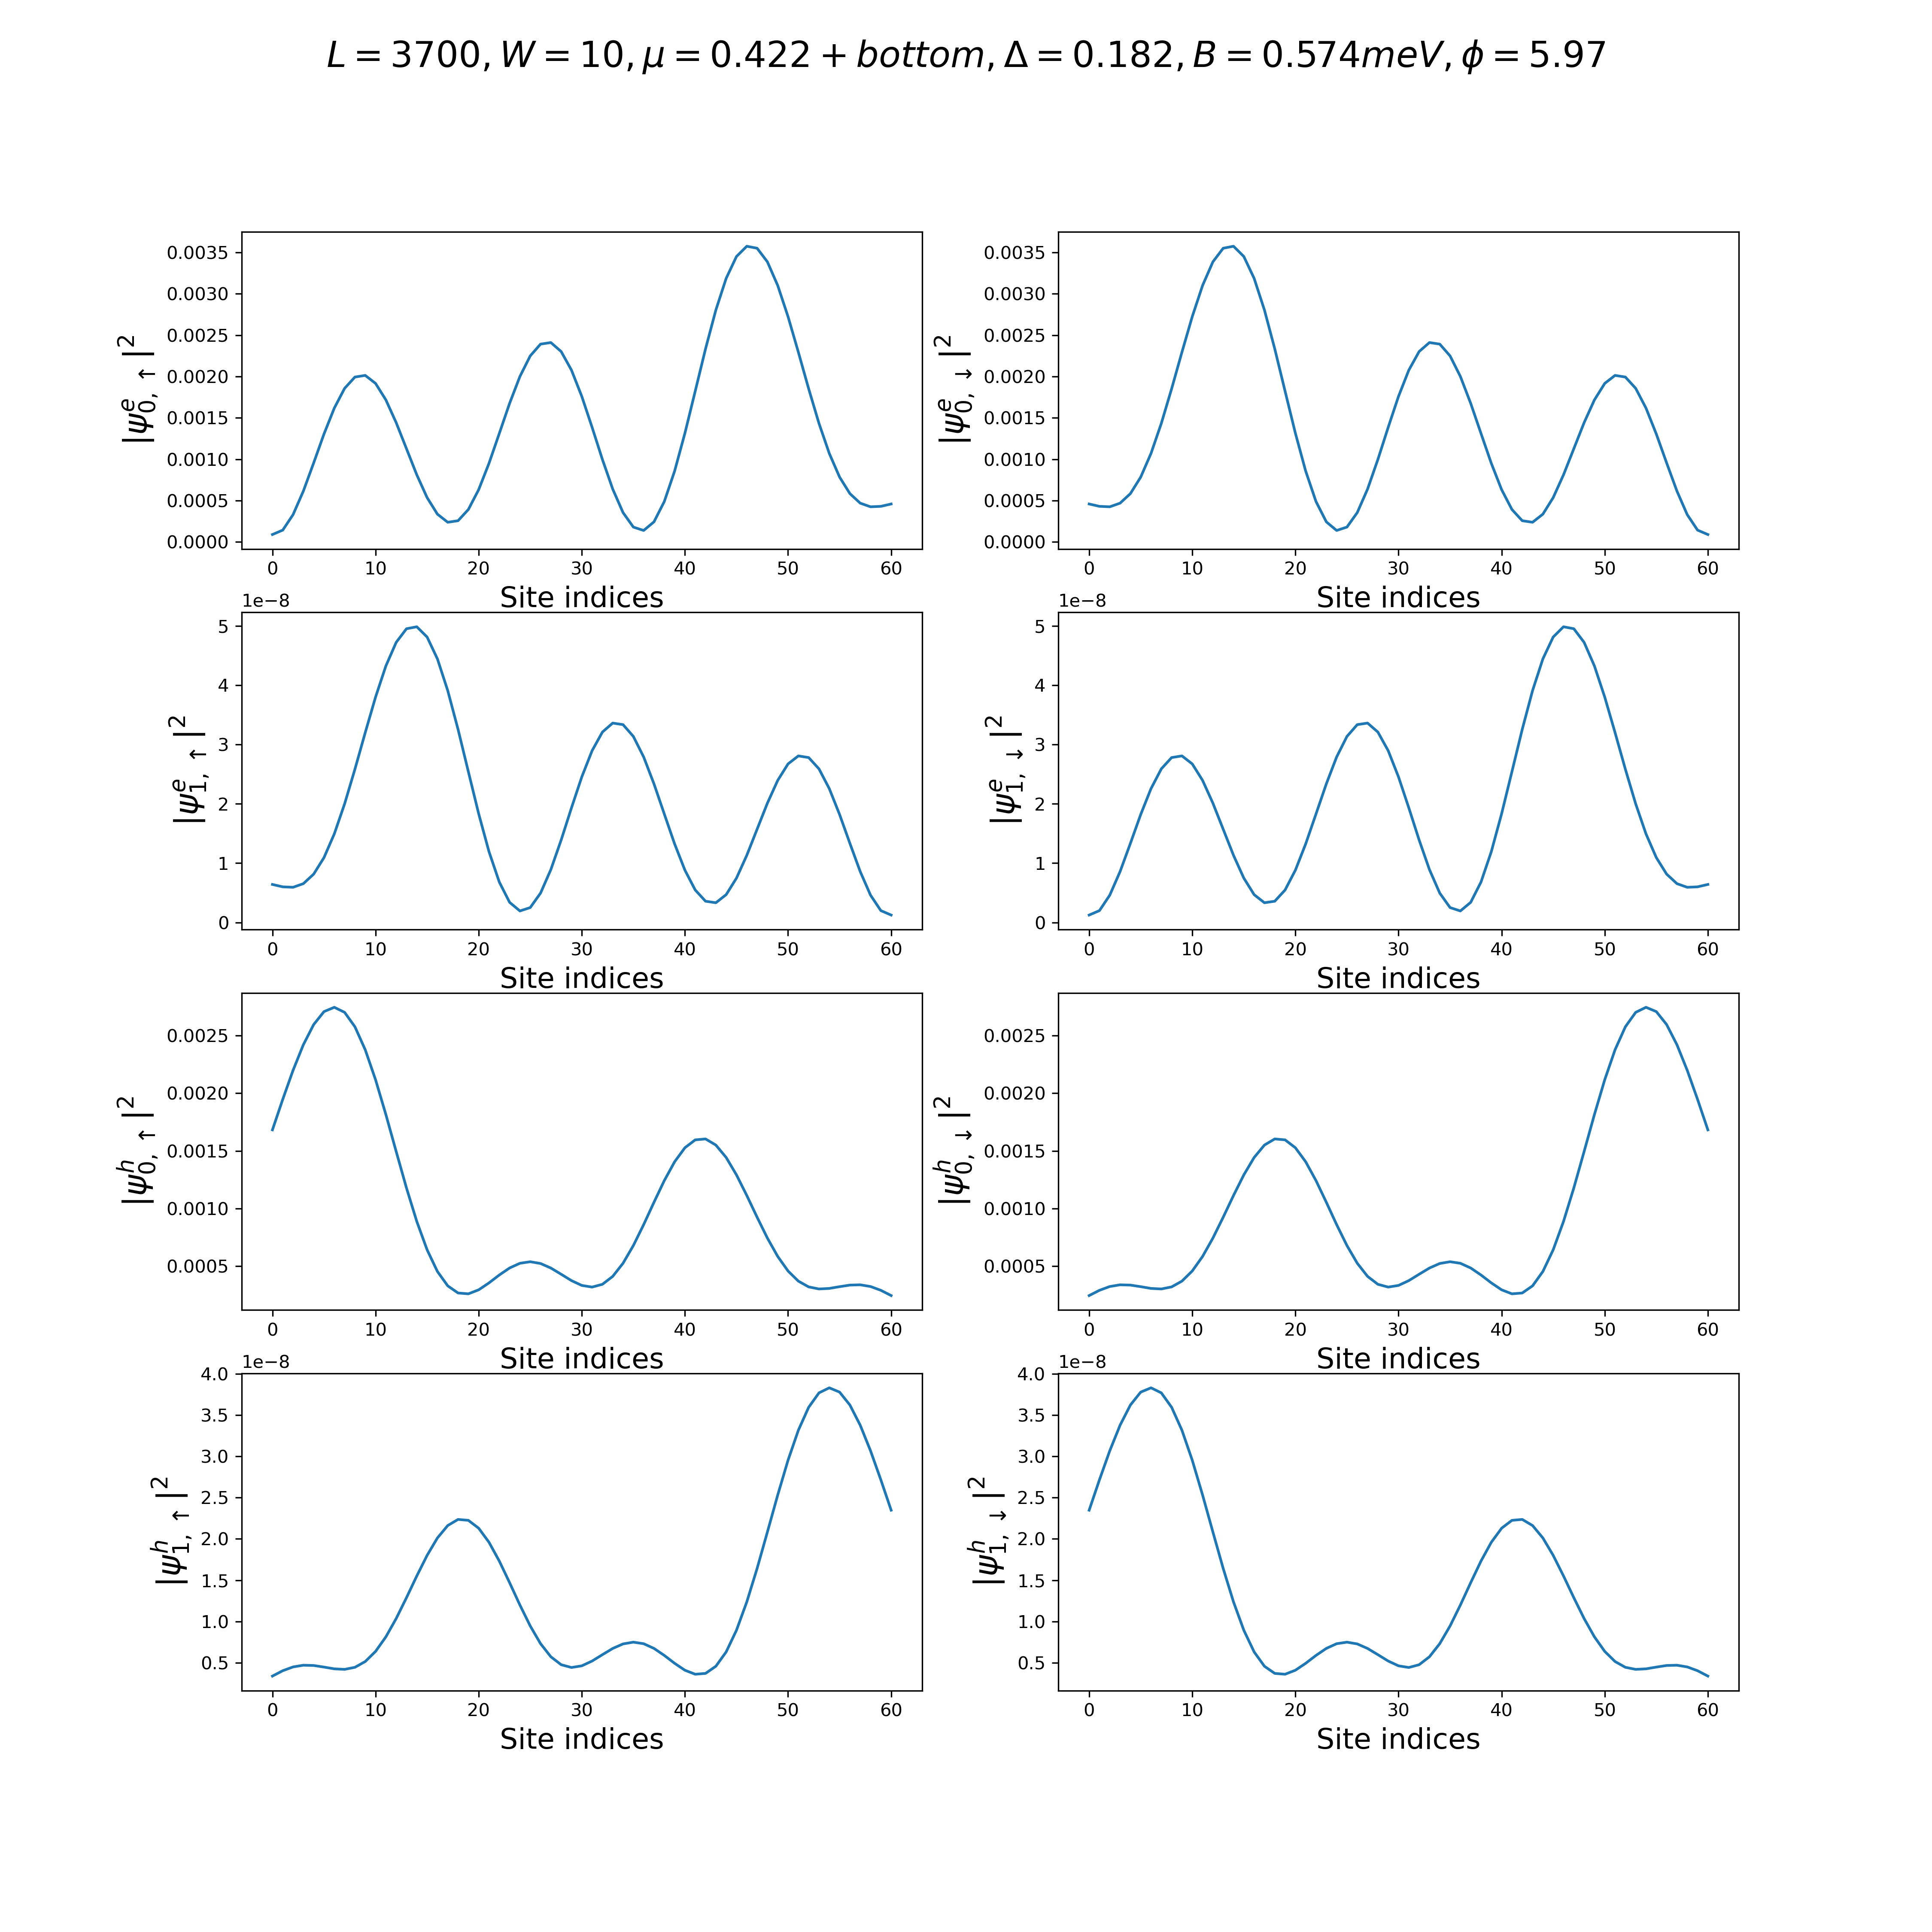 L = 3700, W = 10, μ = 0.422 + bottom, Δ = 0.182, B = 0.574meV, ϕ = 5.97
|ψ^e_{0,↑}|^2
0.0035
0.0030
0.0025
0.0020
0.0015
0.0010
0.0005
0.0000
0 10 20 30 40 50 60
Site indices
|ψ^e_{0,↓}|^2
0.0035
0.0030
0.0025
0.0020
0.0015
0.0010
0.0005
0.0000
0 10 20 30 40 50 60
Site indices
1e−8
|ψ^e_{1,↑}|^2
5
4
3
2
1
0
0 10 20 30 40 50 60
Site indices
1e−8
|ψ^e_{1,↓}|^2
5
4
3
2
1
0
0 10 20 30 40 50 60
Site indices
|ψ^h_{0,↑}|^2
0.0025
0.0020
0.0015
0.0010
0.0005
0 10 20 30 40 50 60
Site indices
|ψ^h_{0,↓}|^2
0.0025
0.0020
0.0015
0.0010
0.0005
0 10 20 30 40 50 60
Site indices
1e−8
|ψ^h_{1,↑}|^2
4.0
3.5
3.0
2.5
2.0
1.5
1.0
0.5
0 10 20 30 40 50 60
Site indices
1e−8
|ψ^h_{1,↓}|^2
4.0
3.5
3.0
2.5
2.0
1.5
1.0
0.5
0 10 20 30 40 50 60
Site indices